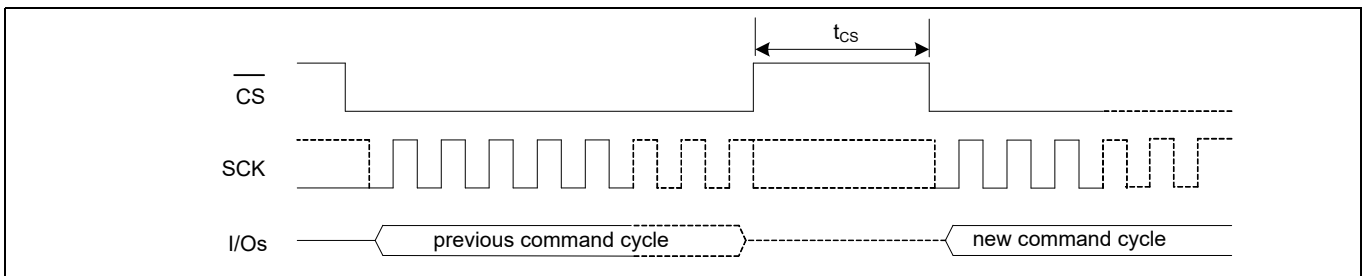 tCS
CS
SCK
I/Os
previous command cycle
new command cycle